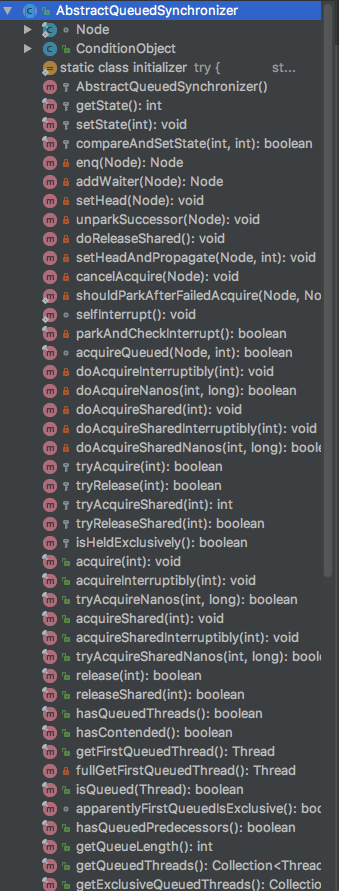 AbstractQueuedSynchronizer
Node
ConditionObject
static class initializer try { st...
AbstractQueuedSynchronizer()
getState(): int
setState(int): void
compareAndSetState(int, int): boolean
enq(Node): Node
addWaiter(Node): Node
setHead(Node): void
unparkSuccessor(Node): void
doReleaseShared(): void
setHeadAndPropagate(Node, int): void
cancelAcquire(Node): void
shouldParkAfterFailedAcquire(Node, No
selfInterrupt(): void
parkAndCheckInterrupt(): boolean
acquireQueued(Node, int): boolean
doAcquireInterruptibly(int): void
doAcquireNanos(int, long): boolean
doAcquireShared(int): void
doAcquireSharedInterruptibly(int): void
doAcquireSharedNanos(int, long): boole
tryAcquire(int): boolean
tryRelease(int): boolean
tryAcquireShared(int): int
tryReleaseShared(int): boolean
isHeldExclusively(): boolean
acquire(int): void
acquireInterruptibly(int): void
tryAcquireNanos(int, long): boolean
acquireShared(int): void
acquireSharedInterruptibly(int): void
tryAcquireSharedNanos(int, long): boole
release(int): boolean
releaseShared(int): boolean
hasQueuedThreads(): boolean
hasContended(): boolean
getFirstQueuedThread(): Thread
fullGetFirstQueuedThread(): Thread
isQueued(Thread): boolean
apparentlyFirstQueuedIsExclusive(): boo
hasQueuedPredecessors(): boolean
getQueueLength(): int
getQueuedThreads(): Collection<Thread
getExclusiveQueuedThreads(): Collection